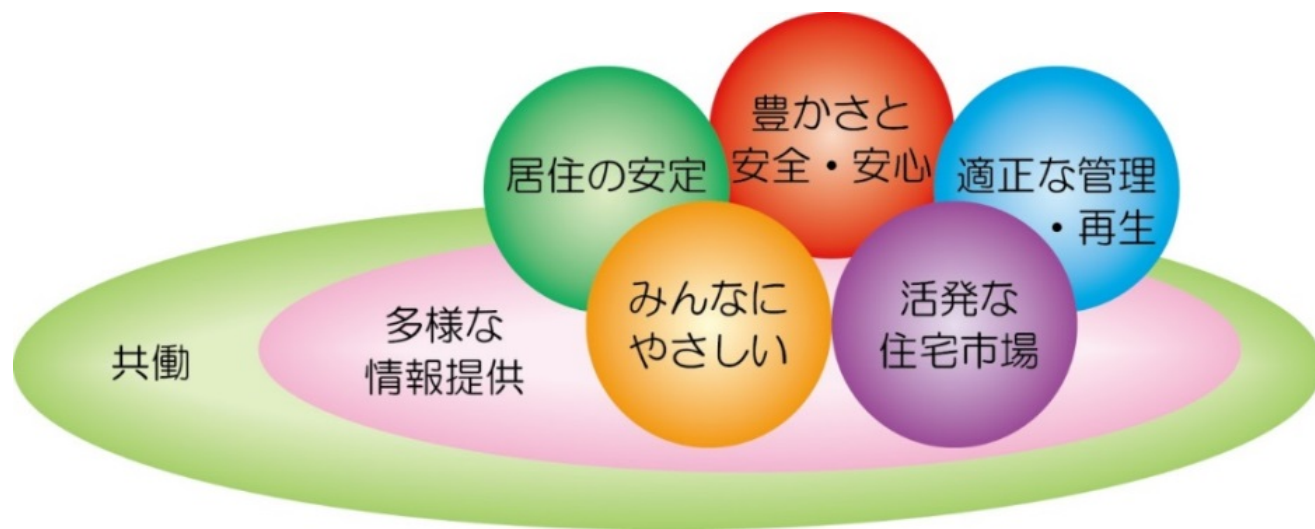 豊かさと
安全・安心
居住の安定
適正な管理
・再生
みんなに
やさしい
活発な
住宅市場
多様な
情報提供
共働